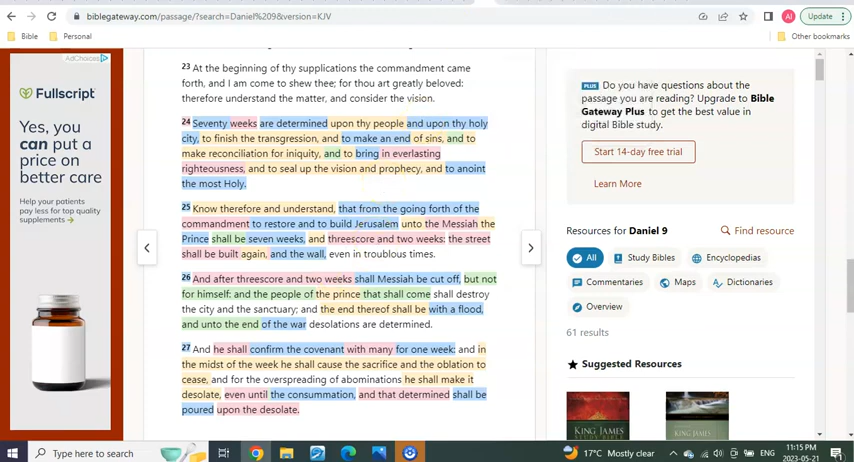 biblegateway.com/passage/?search=Daniel%209&version=KJV
AI
Update
Bible
Personal
Other bookmarks
AdChoices
Fullscript
Yes, you
can put a
price on
better care
Help your patients
pay less for top quality
supplements →
23 At the beginning of thy supplications the commandment came
forth, and I am come to shew thee; for thou art greatly beloved:
therefore understand the matter, and consider the vision.
24 Seventy weeks are determined upon thy people and upon thy holy
city, to finish the transgression, and to make an end of sins, and to
make reconciliation for iniquity, and to bring in everlasting
righteousness, and to seal up the vision and prophecy, and to anoint
the most Holy.
25 Know therefore and understand, that from the going forth of the
commandment to restore and to build Jerusalem unto the Messiah the
Prince shall be seven weeks, and threescore and two weeks: the street
shall be built again, and the wall, even in troublous times.
26 And after threescore and two weeks shall Messiah be cut off, but not
for himself: and the people of the prince that shall come shall destroy
the city and the sanctuary; and the end thereof shall be with a flood,
and unto the end of the war desolations are determined.
27 And he shall confirm the covenant with many for one week: and in
the midst of the week he shall cause the sacrifice and the oblation to
cease, and for the overspreading of abominations he shall make it
desolate, even until the consummation, and that determined shall be
poured upon the desolate.
PLUS Do you have questions about the
passage you are reading? Upgrade to Bible
Gateway Plus to get the best value in
digital Bible study.
Start 14-day free trial
Learn More
Resources for Daniel 9
Find resource
All
Study Bibles
Encyclopedias
Commentaries
Maps
Dictionaries
Overview
61 results
Suggested Resources
KING JAMES
KING JAMES
Type here to search
17°C Mostly clear
ENG
11:15 PM
2023-05-21